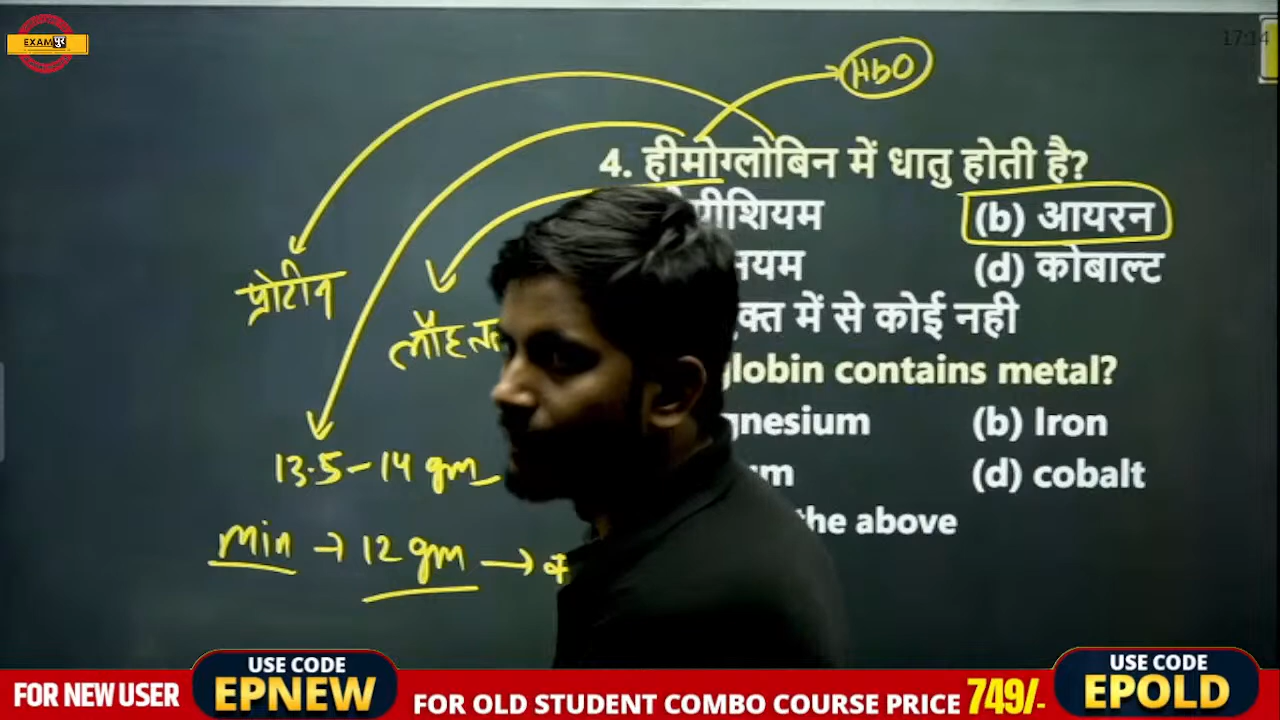 EXAM पुर
17:14
HbO
4. हीमोग्लोबिन में धातु होती है?
(b) आयरन
(d) कोबाल्ट
में से कोई नही
contains metal?
(b) Iron
(d) cobalt
the above
प्रोटीन
13.5-14 gm
Min → 12 gm →
FOR NEW USER
USE CODE
EPNEW
FOR OLD STUDENT COMBO COURSE PRICE 749/-
USE CODE
EPOLD